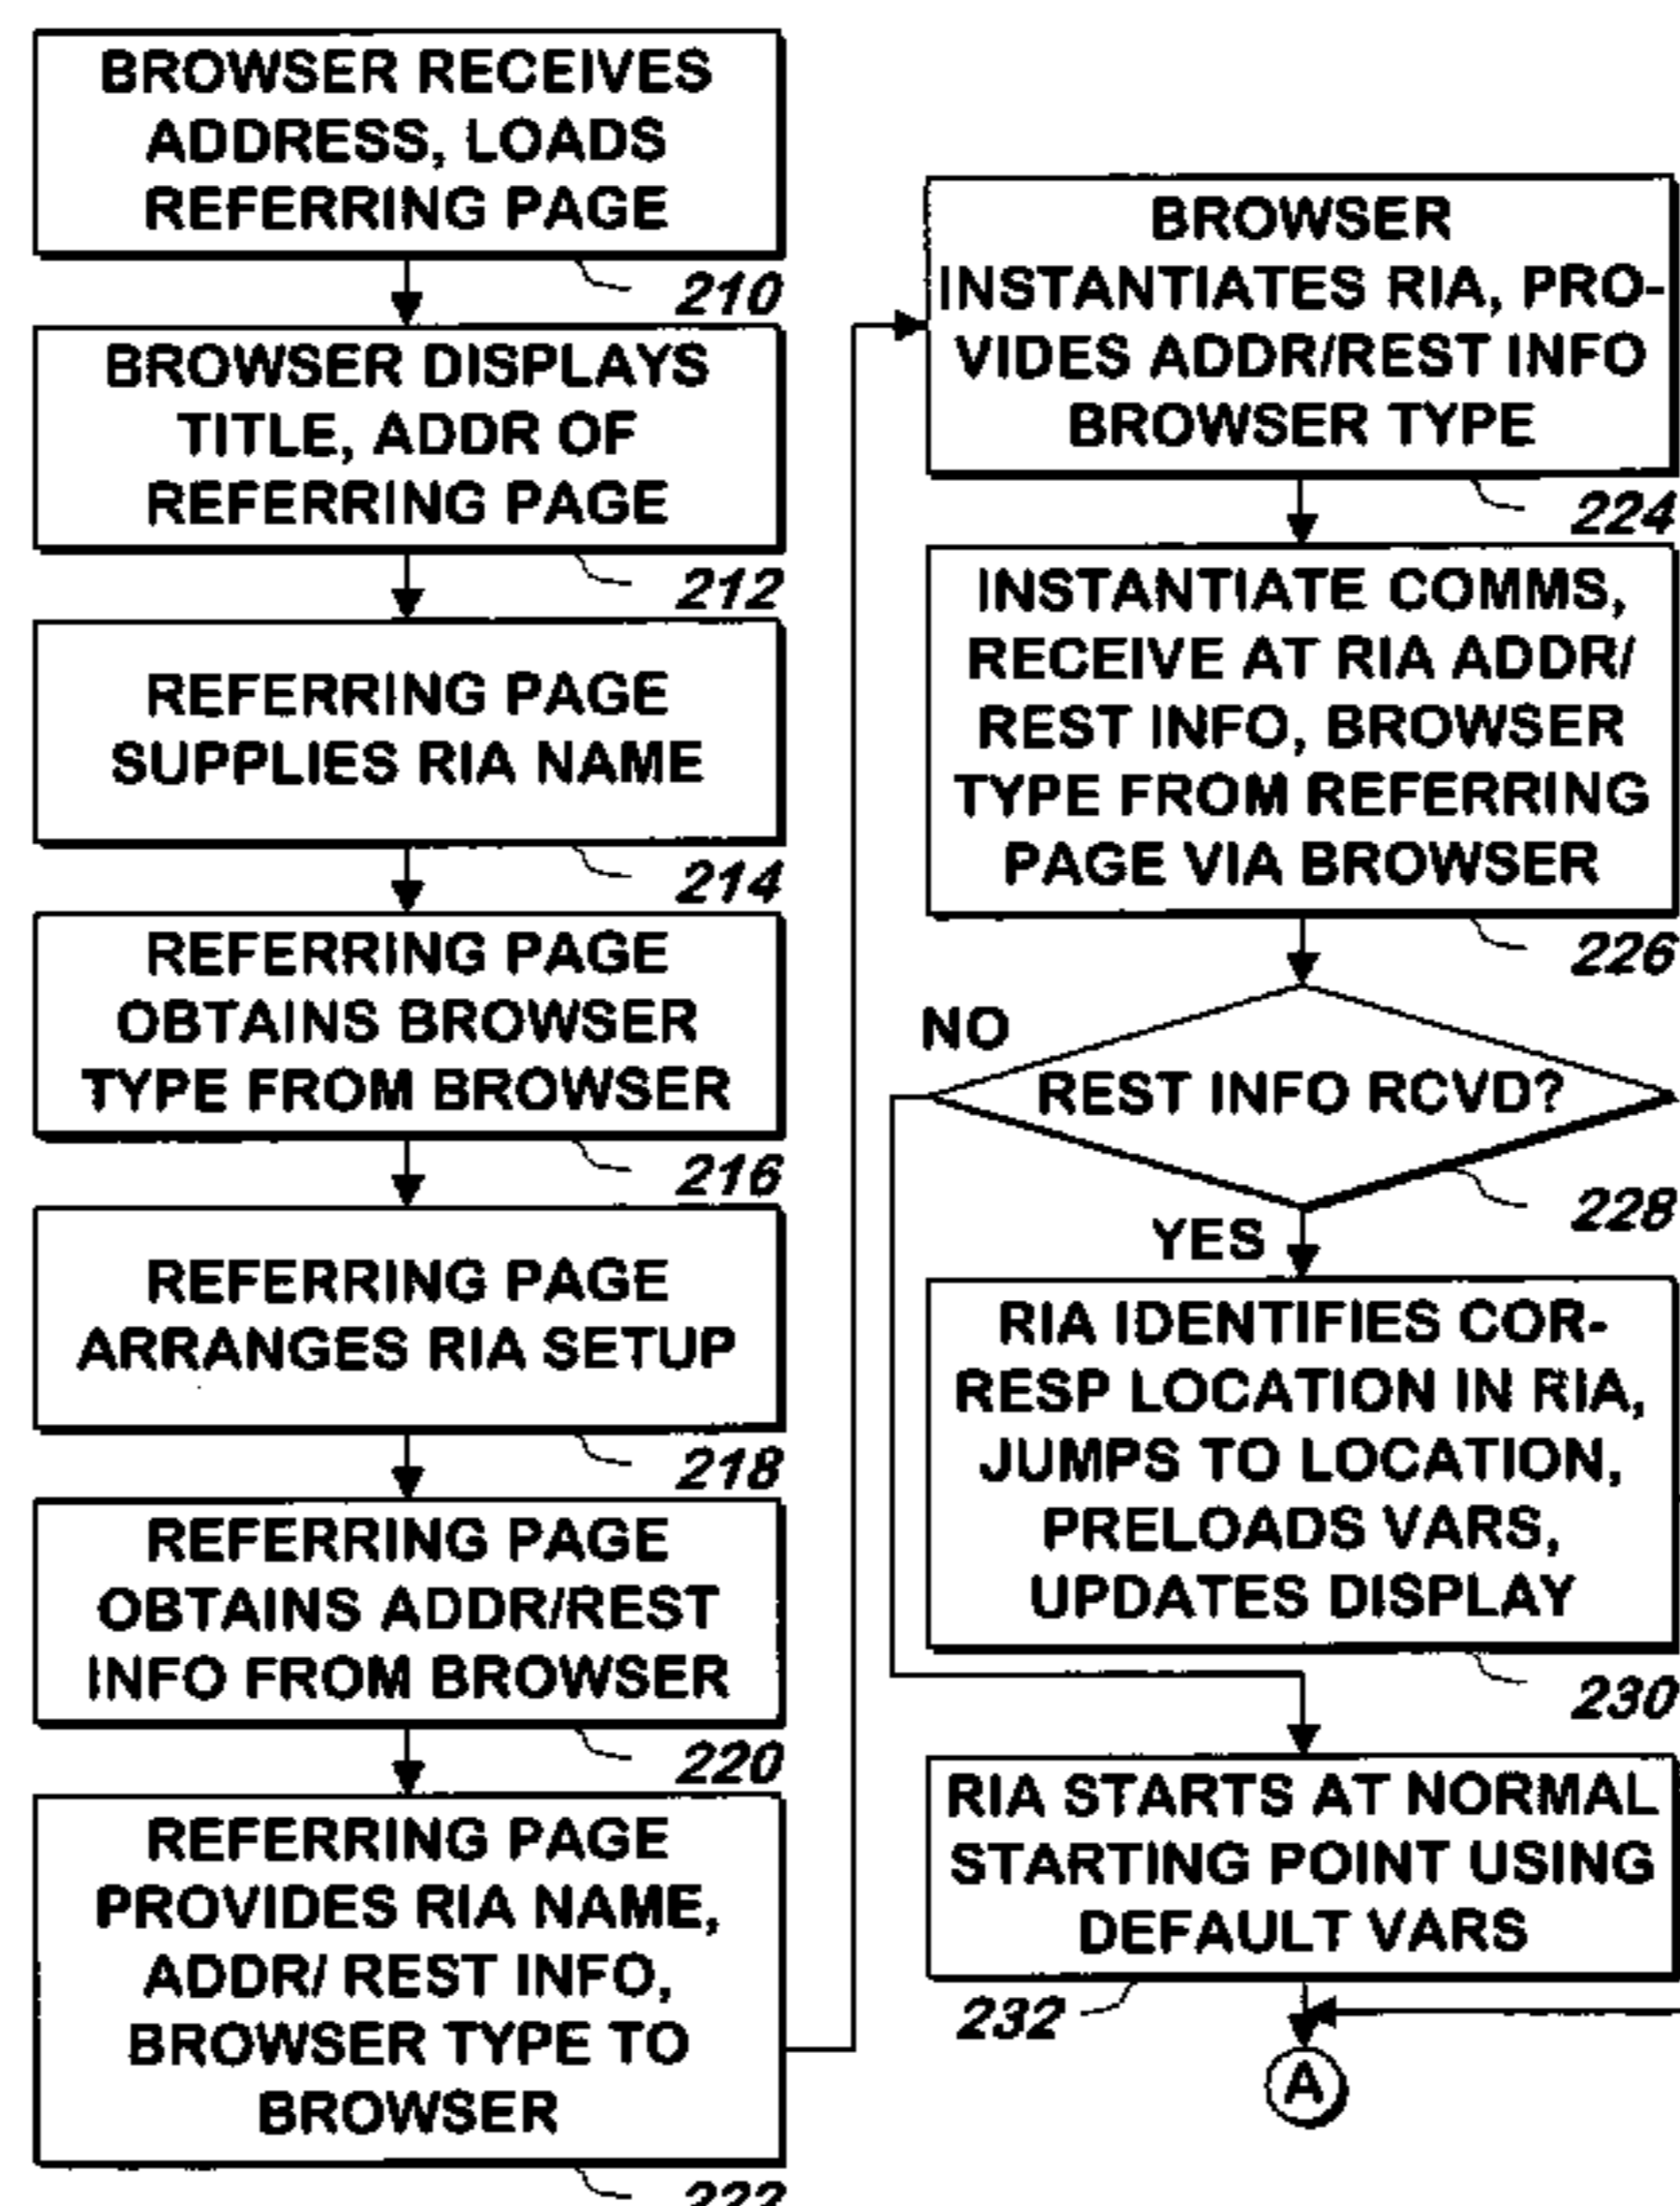 BROWSER RECEIVES
ADDRESS, LOADS
REFERRING PAGE
210
BROWSER DISPLAYS
TITLE, ADDR OF
REFERRING PAGE
212
REFERRING PAGE
SUPPLIES RIA NAME
214
REFERRING PAGE
OBTAINS BROWSER
TYPE FROM BROWSER
216
REFERRING PAGE
ARRANGES RIA SETUP
218
REFERRING PAGE
OBTAINS ADDR/REST
INFO FROM BROWSER
220
REFERRING PAGE
PROVIDES RIA NAME,
ADDR/ REST INFO,
BROWSER TYPE TO
BROWSER
222
BROWSER
INSTANTIATES RIA, PRO-
VIDES ADDR/REST INFO
BROWSER TYPE
224
INSTANTIATE COMMS,
RECEIVE AT RIA ADDR/
REST INFO, BROWSER
TYPE FROM REFERRING
PAGE VIA BROWSER
226
NO
REST INFO RCVD?
228
YES
RIA IDENTIFIES COR-
RESP LOCATION IN RIA,
JUMPS TO LOCATION,
PRELOADS VARS,
UPDATES DISPLAY
230
RIA STARTS AT NORMAL
STARTING POINT USING
DEFAULT VARS
232
A